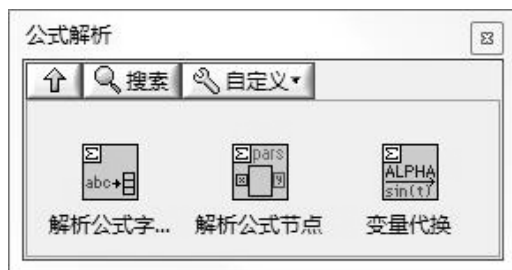 公式解析
搜索 自定义
Σ Σ pars Σ
abc x y ALPHA
sin(t)
解析公式字... 解析公式节点 变量代换